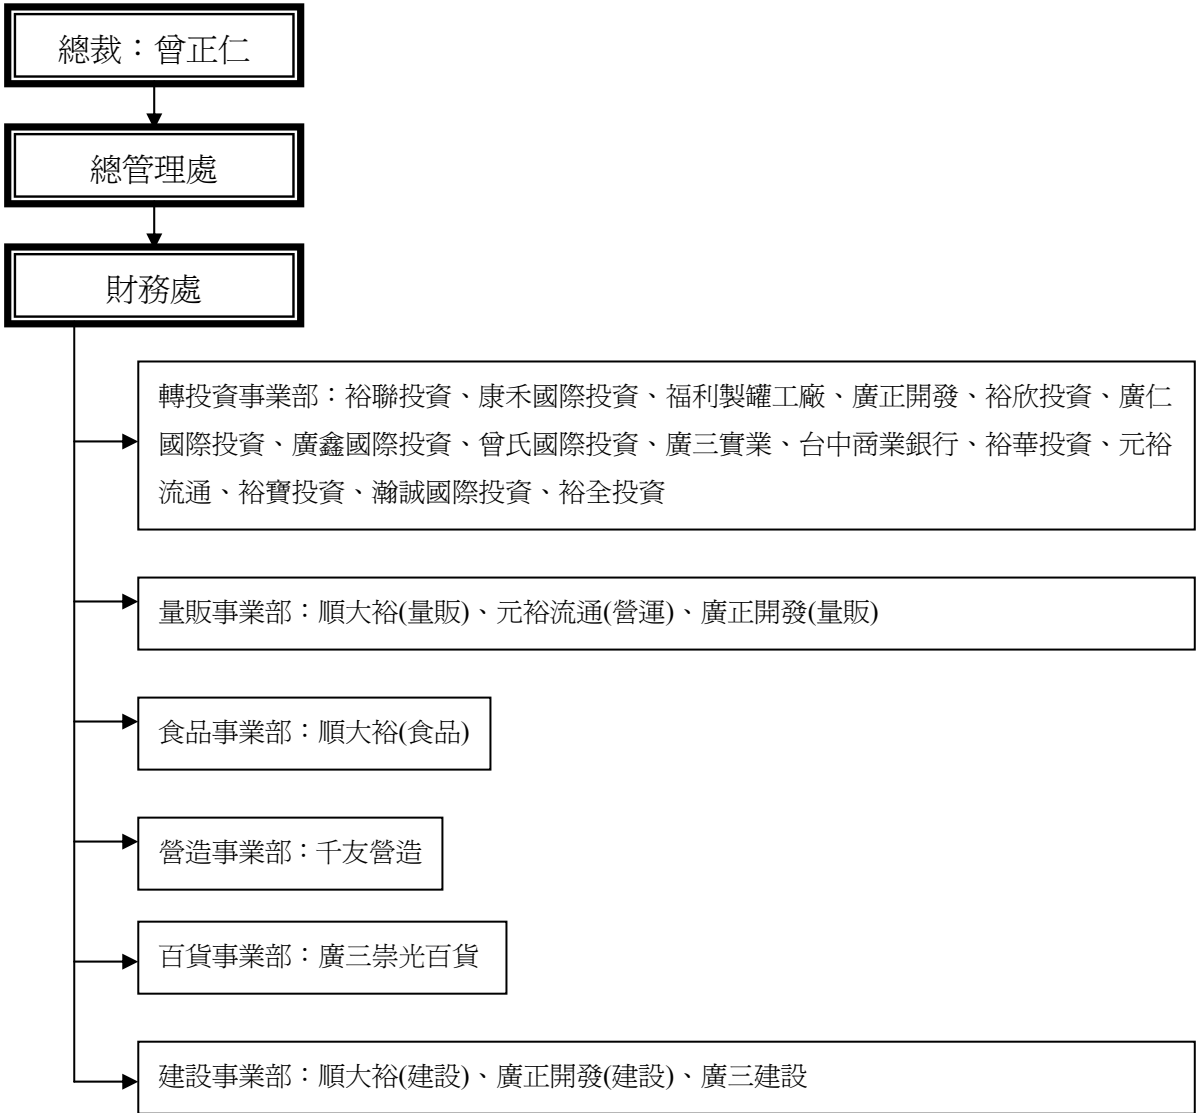 總裁：曾正仁
總管理處
財務處
轉投資事業部：裕聯投資、康禾國際投資、福利製罐工廠、廣正開發、裕欣投資、廣仁
國際投資、廣鑫國際投資、曾氏國際投資、廣三實業、台中商業銀行、裕華投資、元裕
流通、裕寶投資、瀚誠國際投資、裕全投資
量販事業部：順大裕(量販)、元裕流通(營運)、廣正開發(量販)
食品事業部：順大裕(食品)
營造事業部：千友營造
百貨事業部：廣三崇光百貨
建設事業部：順大裕(建設)、廣正開發(建設)、廣三建設